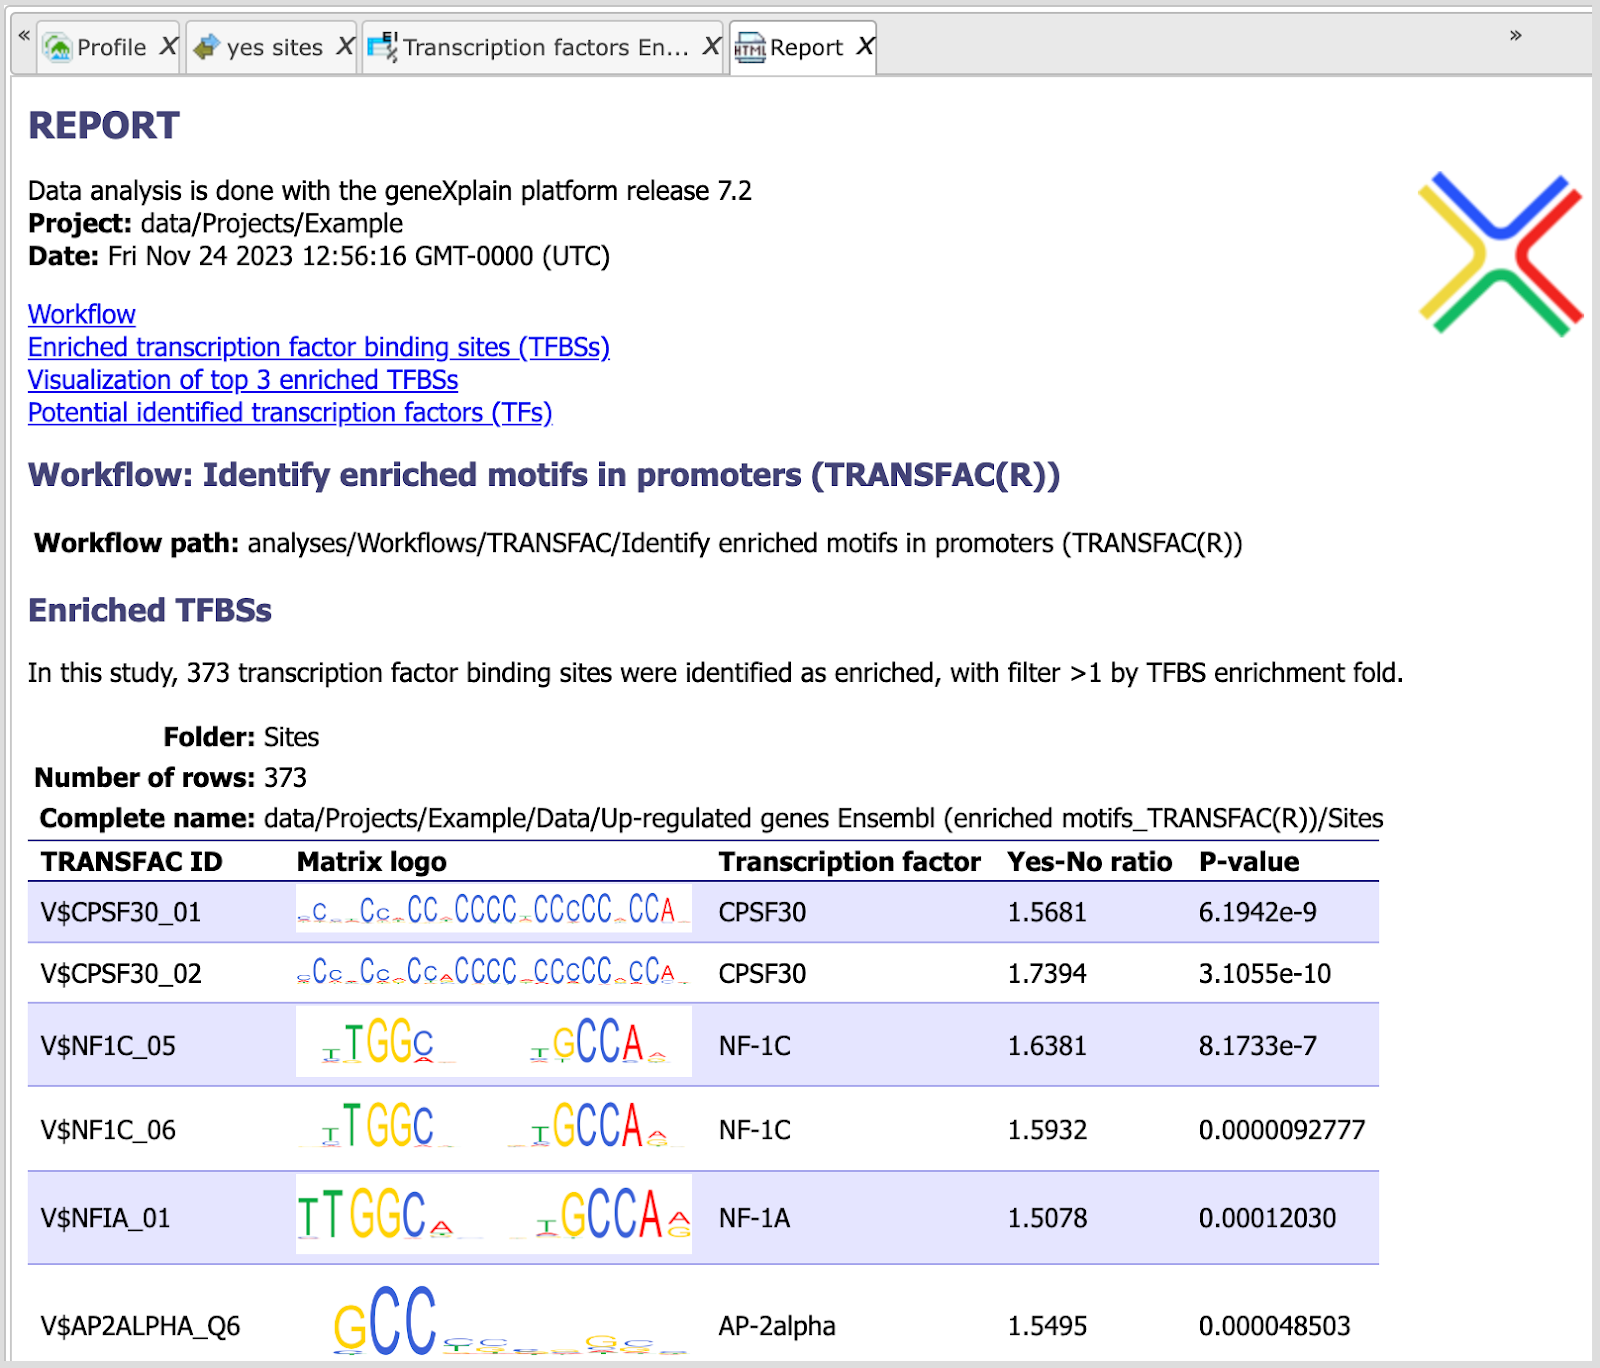 « Profile X yes sites X Transcription factors En... X HTML Report X »
REPORT
Data analysis is done with the geneXplain platform release 7.2
Project: data/Projects/Example
Date: Fri Nov 24 2023 12:56:16 GMT-0000 (UTC)
Workflow
Enriched transcription factor binding sites (TFBSs)
Visualization of top 3 enriched TFBSs
Potential identified transcription factors (TFs)
Workflow: Identify enriched motifs in promoters (TRANSFAC(R))
Workflow path: analyses/Workflows/TRANSFAC/Identify enriched motifs in promoters (TRANSFAC(R))
Enriched TFBSs
In this study, 373 transcription factor binding sites were identified as enriched, with filter >1 by TFBS enrichment fold.
Folder: Sites
Number of rows: 373
Complete name: data/Projects/Example/Data/Up-regulated genes Ensembl (enriched motifs_TRANSFAC(R))/Sites
TRANSFAC ID Matrix logo Transcription factor Yes-No ratio P-value
V$CPSF30_01 CPSF30 1.5681 6.1942e-9
V$CPSF30_02 CPSF30 1.7394 3.1055e-10
V$NF1C_05 TTGGC TGCCA NF-1C 1.6381 8.1733e-7
V$NF1C_06 TTGGC TGCCA NF-1C 1.5932 0.0000092777
V$NFIA_01 TTGGCA TGCCAA NF-1A 1.5078 0.00012030
V$AP2ALPHA_Q6 GCC AP-2alpha 1.5495 0.000048503